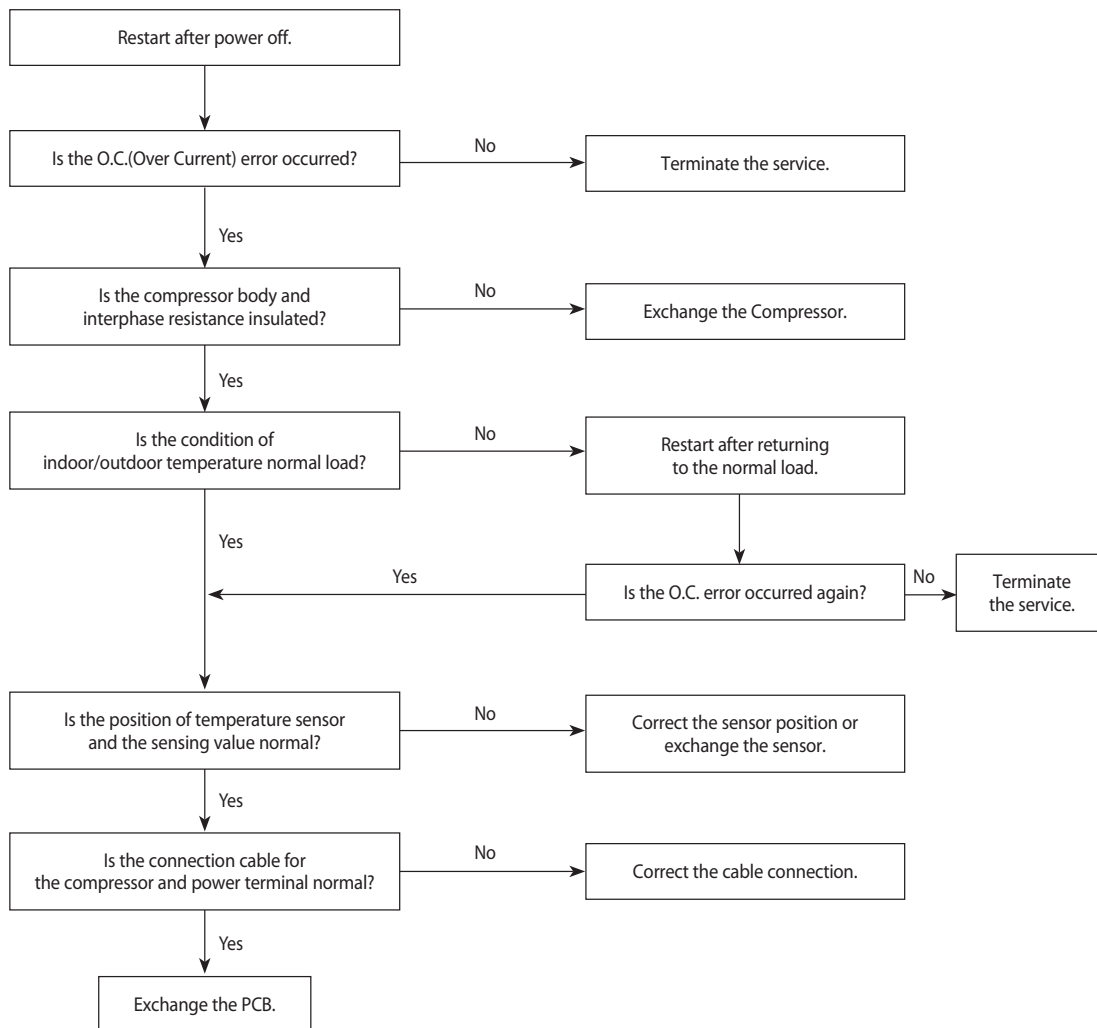 Restart after power off.
Is the O.C.(Over Current) error occurred?
No
Terminate the service.
Yes
Is the compressor body and
interphase resistance insulated?
No
Exchange the Compressor.
Yes
Is the condition of
indoor/outdoor temperature normal load?
No
Restart after returning
to the normal load.
Yes
Yes
Is the O.C. error occurred again?
No
Terminate
the service.
Is the position of temperature sensor
and the sensing value normal?
No
Correct the sensor position or
exchange the sensor.
Yes
Is the connection cable for
the compressor and power terminal normal?
No
Correct the cable connection.
Yes
Exchange the PCB.